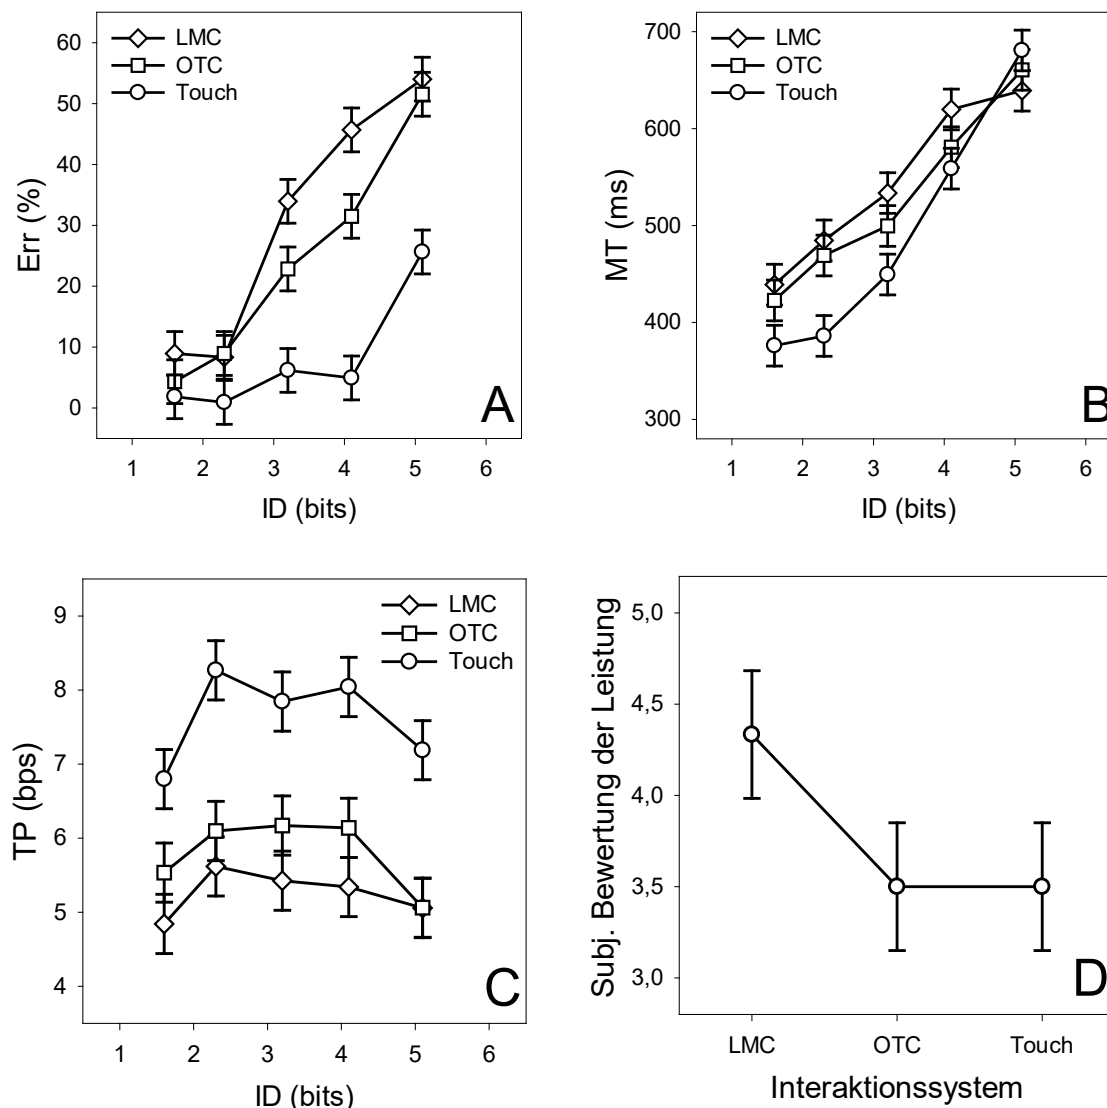 LMC
OTC
Touch
60
50
40
30
20
10
0
Err (%)
1 2 3 4 5 6
ID (bits)
A
LMC
OTC
Touch
700
600
500
400
300
MT (ms)
1 2 3 4 5 6
ID (bits)
B
LMC
OTC
Touch
9
8
7
6
5
4
TP (bps)
1 2 3 4 5 6
ID (bits)
C
5,0
4,5
4,0
3,5
3,0
Subj. Bewertung der Leistung
LMC OTC Touch
Interaktionssystem
D